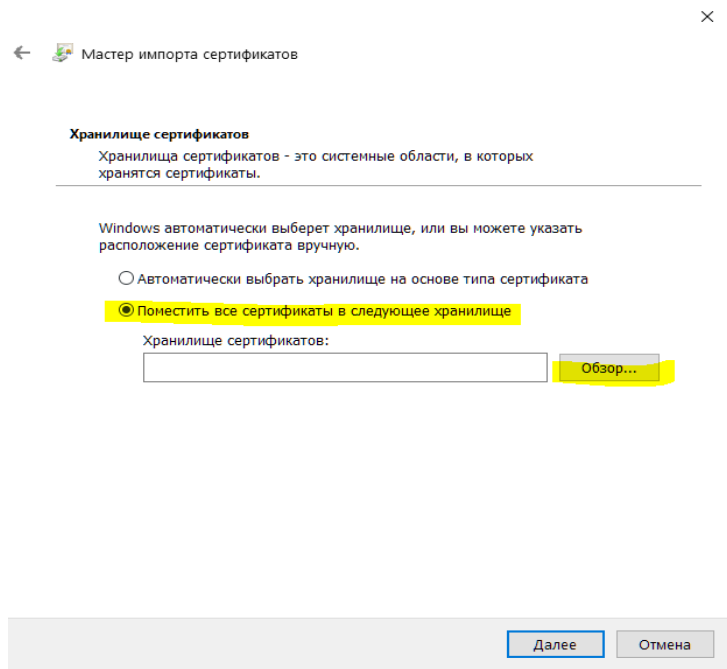 Мастер импорта сертификатов
Хранилище сертификатов
Хранилища сертификатов - это системные области, в которых
хранятся сертификаты.
Windows автоматически выберет хранилище, или вы можете указать
расположение сертификата вручную.
Автоматически выбрать хранилище на основе типа сертификата
Поместить все сертификаты в следующее хранилище
Хранилище сертификатов:
Обзор...
Далее
Отмена